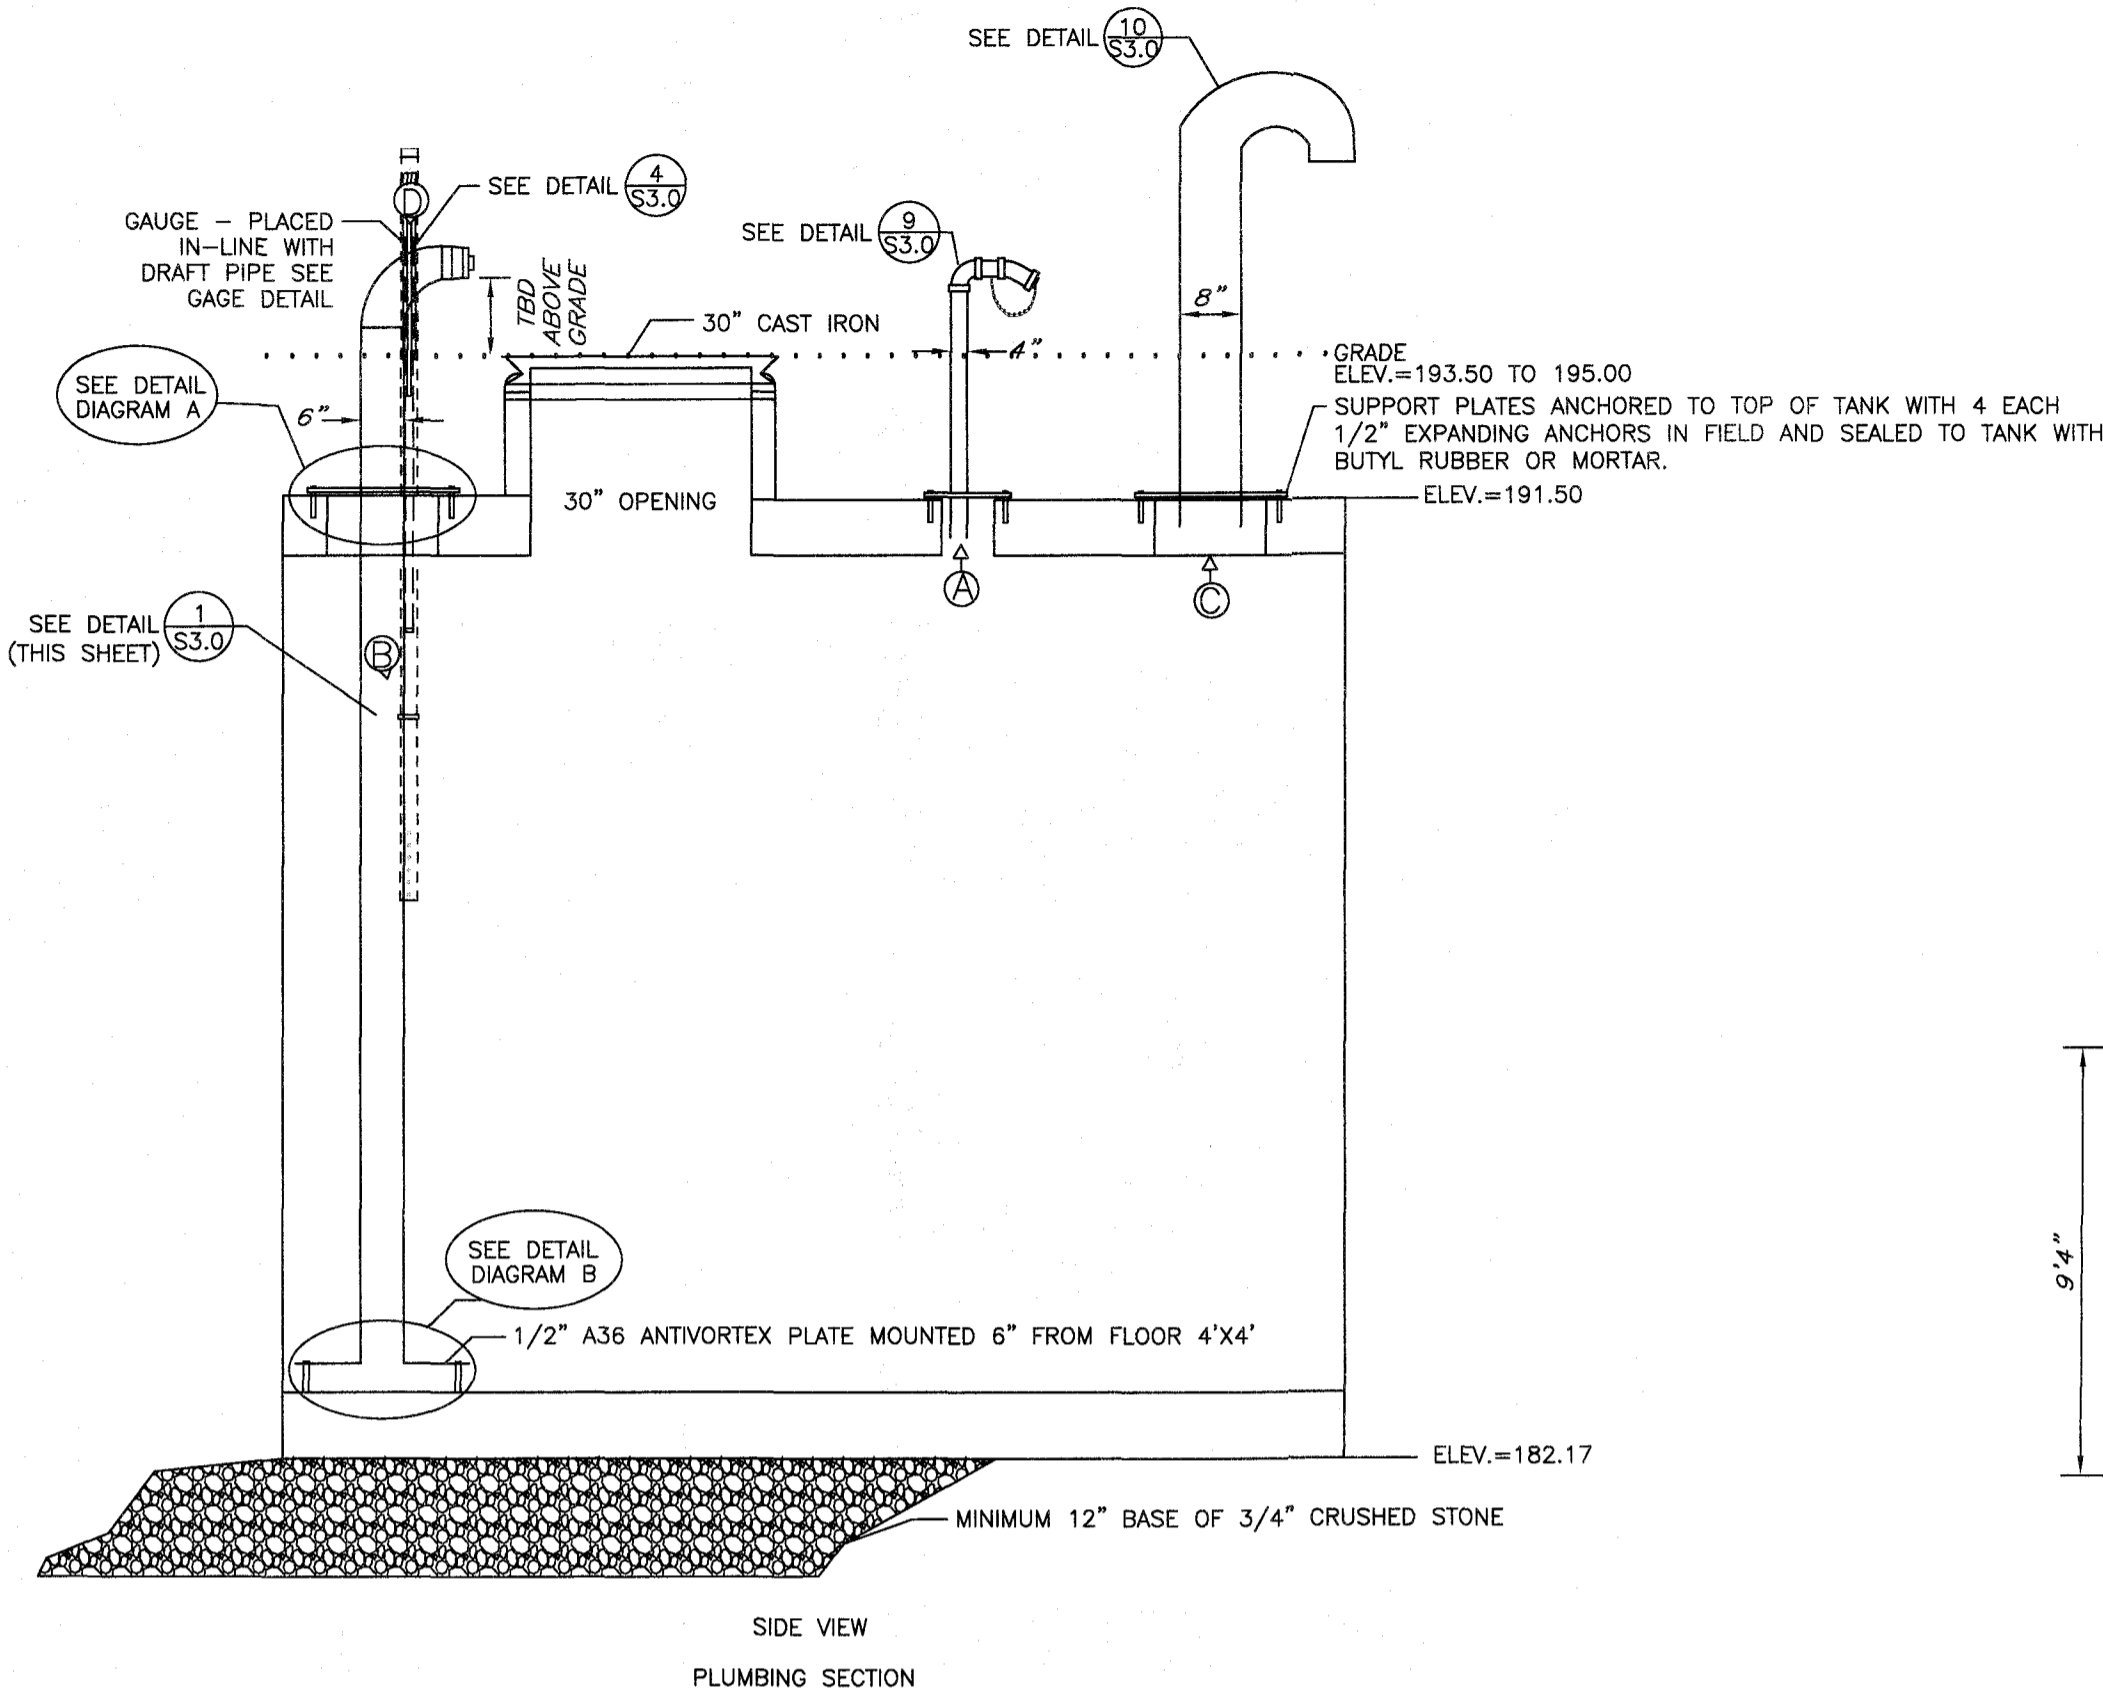 SEE DETAIL 10
S3.0
D
SEE DETAIL 4
S3.0
GAUGE - PLACED
IN-LINE WITH
DRAFT PIPE SEE
GAGE DETAIL
SEE DETAIL 9
S3.0
TBD
ABOVE
GRADE
8"
30" CAST IRON
4"
GRADE
ELEV.=193.50 TO 195.00
SEE DETAIL
DIAGRAM A
6"
SUPPORT PLATES ANCHORED TO TOP OF TANK WITH 4 EACH
1/2" EXPANDING ANCHORS IN FIELD AND SEALED TO TANK WITH
BUTYL RUBBER OR MORTAR.
30" OPENING
ELEV.=191.50
A
C
SEE DETAIL 1
(THIS SHEET) S3.0
B
SEE DETAIL
DIAGRAM B
9'4"
1/2" A36 ANTIVORTEX PLATE MOUNTED 6" FROM FLOOR 4'X4'
ELEV.=182.17
MINIMUM 12" BASE OF 3/4" CRUSHED STONE
SIDE VIEW
PLUMBING SECTION